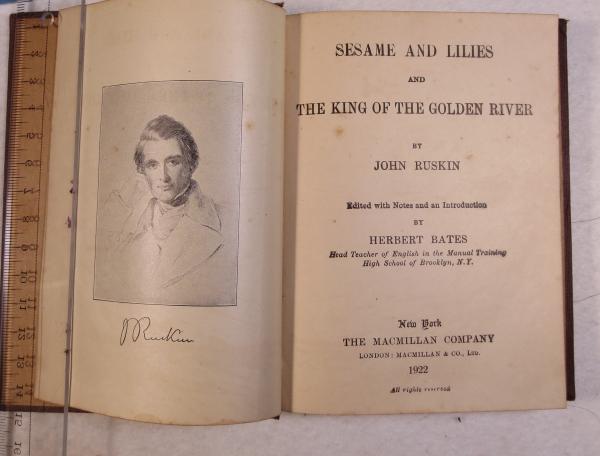 J Ruskin
SESAME AND LILIES
AND
THE KING OF THE GOLDEN RIVER
BY
JOHN RUSKIN
Edited with Notes and an Introduction
BY
HERBERT BATES
Head Teacher of English in the Manual Training
High School of Brooklyn, N.Y.
New York
THE MACMILLAN COMPANY
LONDON: MACMILLAN & CO., LTD.
1922
All rights reserved